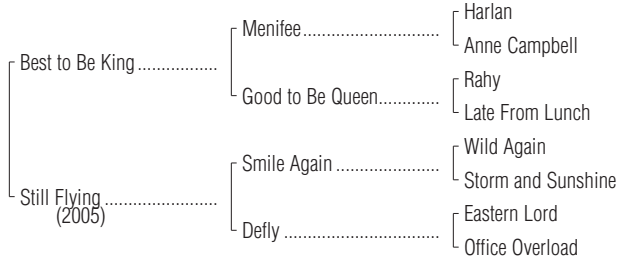 Harlan
Menifee
Anne Campbell
Best to Be King
Rahy
Good to Be Queen
Late From Lunch
Wild Again
Smile Again
Storm and Sunshine
Still Flying
(2005)
Eastern Lord
Defly
Office Overload